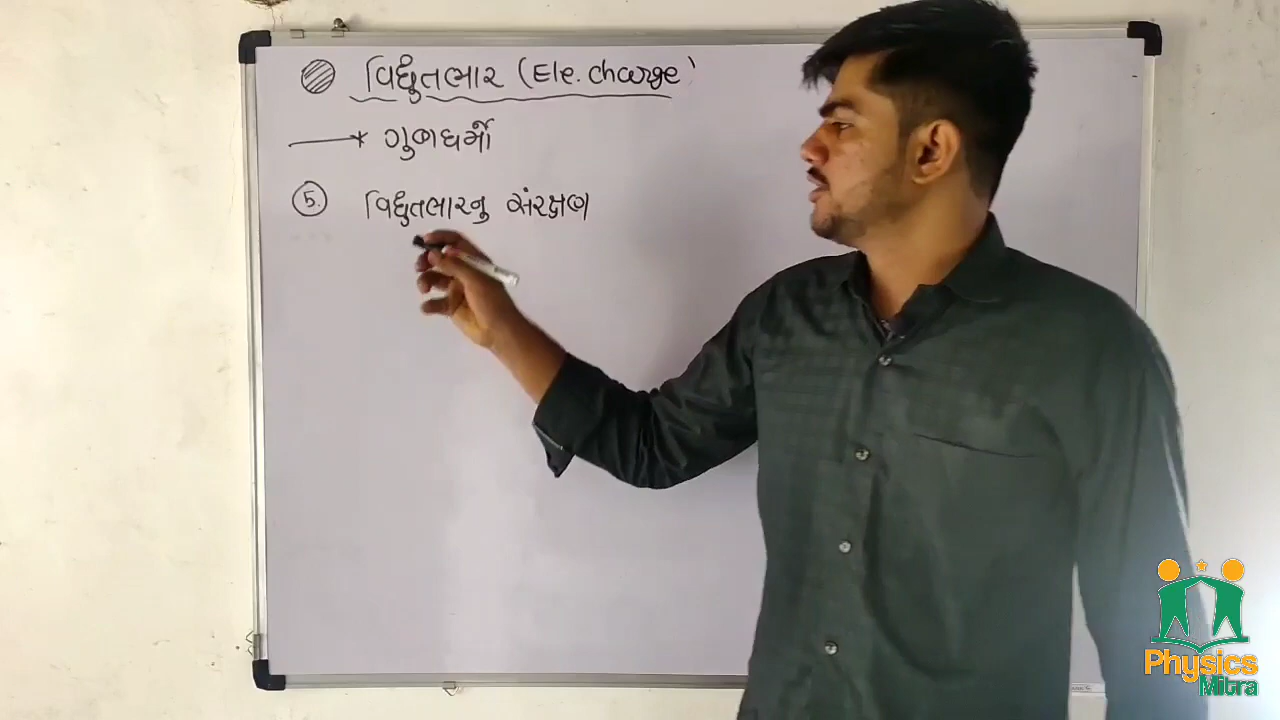 વિદ્યુતભાર (Ele. charge)
ગુણધર્મો
5. વિદ્યુતભારનુ સંરક્ષણ
Physics
Mitra